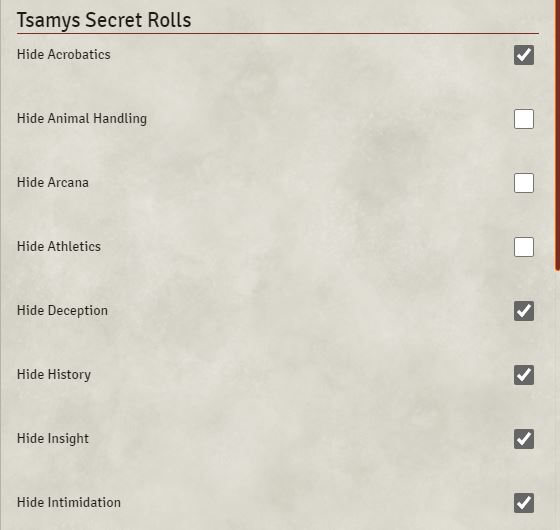 Tsamys Secret Rolls
Hide Acrobatics
Hide Animal Handling
Hide Arcana
Hide Athletics
Hide Deception
Hide History
Hide Insight
Hide Intimidation